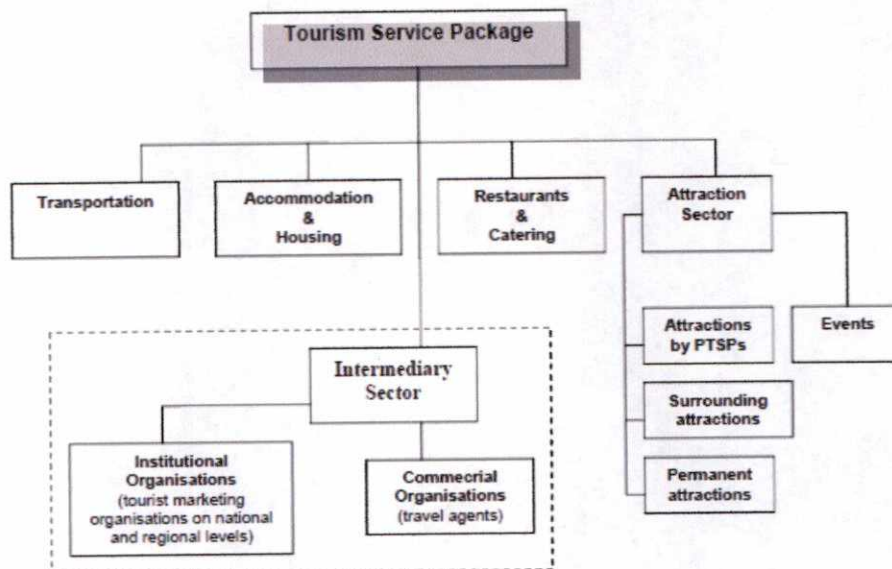 Tourism Service Package
Transportation
Accommodation
&
Housing
Restaurants
&
Catering
Attraction
Sector
Attractions
by PTSPs
Events
Surrounding
attractions
Permanent
attractions
Intermediary
Sector
Institutional
Organisations
(tourist marketing
organisations on national
and regional levels)
Commecrial
Organisations
(travel agents)